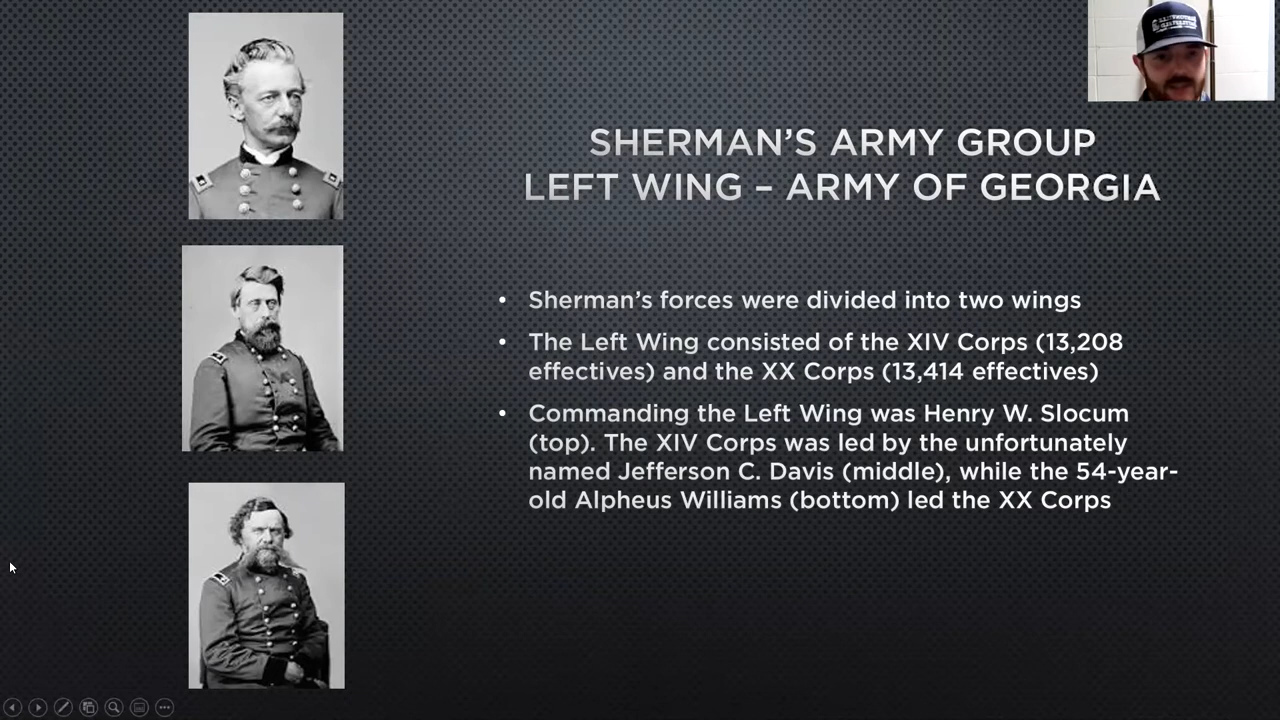 SHERMAN'S ARMY GROUP
LEFT WING – ARMY OF GEORGIA
• Sherman's forces were divided into two wings
• The Left Wing consisted of the XIV Corps (13,208
effectives) and the XX Corps (13,414 effectives)
• Commanding the Left Wing was Henry W. Slocum
(top). The XIV Corps was led by the unfortunately
named Jefferson C. Davis (middle), while the 54-year-
old Alpheus Williams (bottom) led the XX Corps